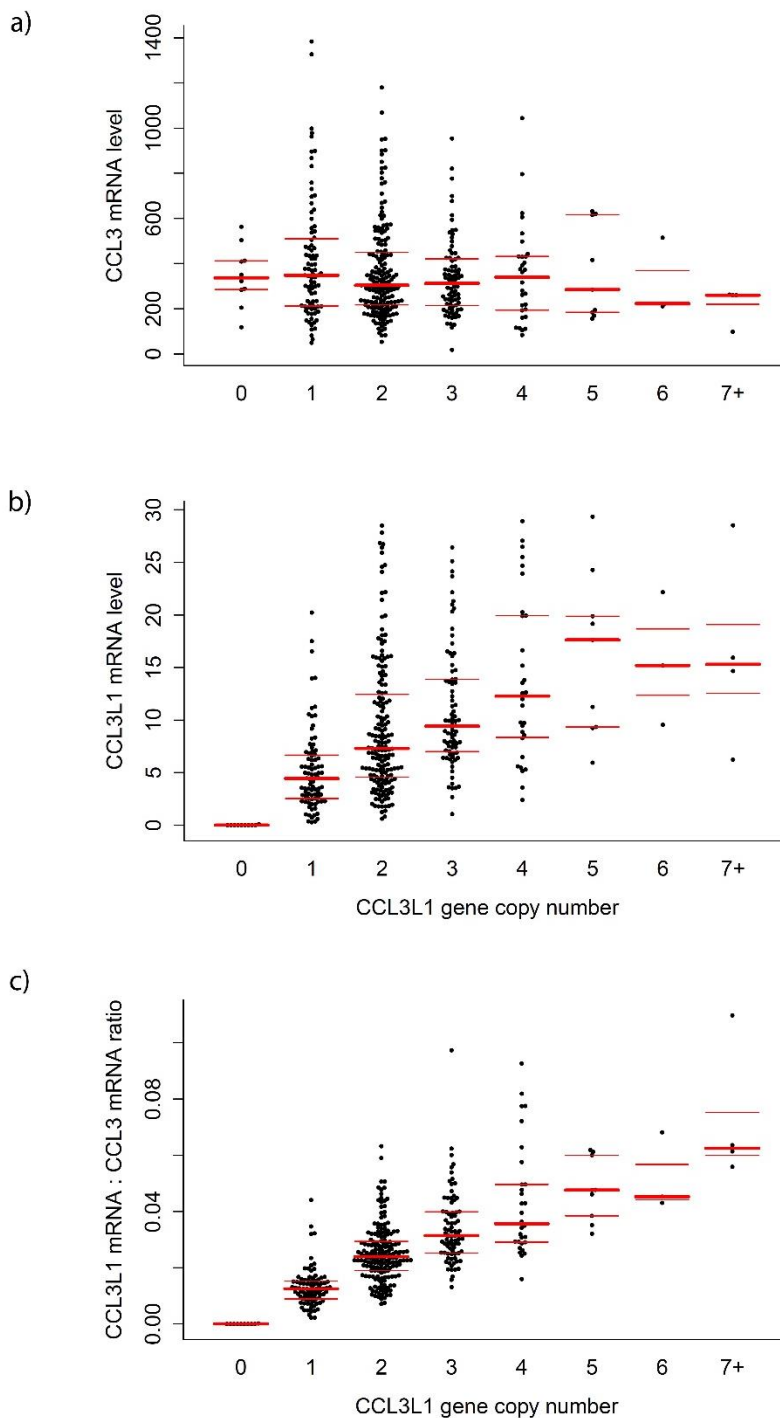 a)
CCL3 mRNA level
1400
1000
600
200
0
0 1 2 3 4 5 6 7+
b)
CCL3L1 mRNA level
30
25
20
15
10
5
0
0 1 2 3 4 5 6 7+
CCL3L1 gene copy number
c)
CCL3L1 mRNA : CCL3 mRNA ratio
0.08
0.04
0.00
0 1 2 3 4 5 6 7+
CCL3L1 gene copy number